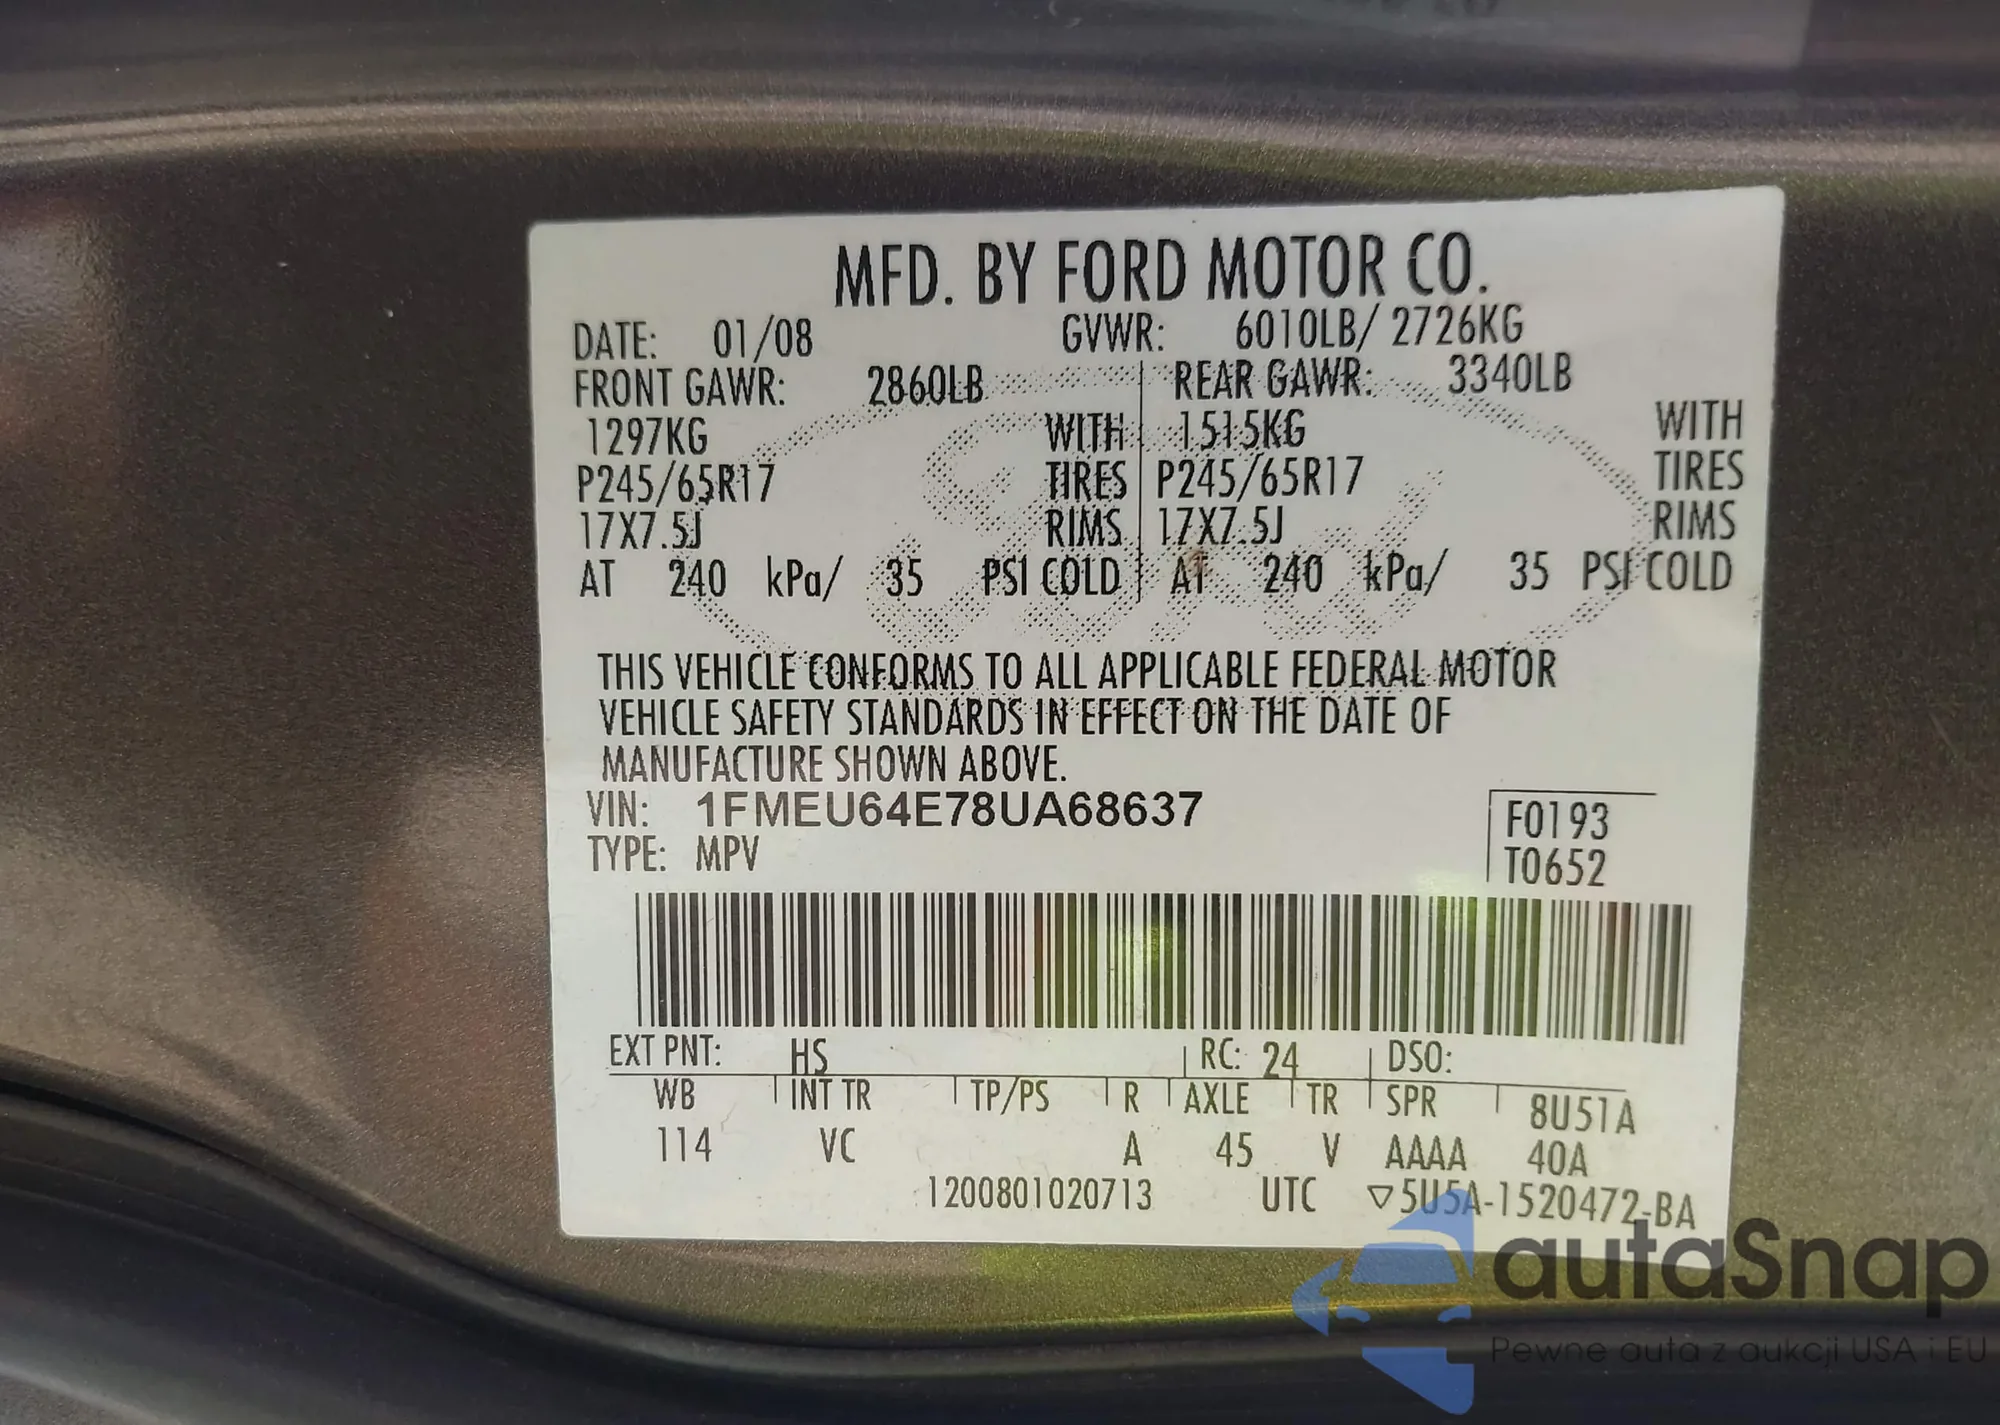 MFD. BY FORD MOTOR CO.
DATE: 01/08 GVWR: 6010LB/ 2726KG
FRONT GAWR: 2860LB REAR GAWR: 3340LB
1297KG WITH 1515KG WITH
P245/65R17 TIRES P245/65R17 TIRES
17X7.5J RIMS 17X7.5J RIMS
AT 240 kPa/ 35 PSI COLD AT 240 kPa/ 35 PSI COLD
THIS VEHICLE CONFORMS TO ALL APPLICABLE FEDERAL MOTOR
VEHICLE SAFETY STANDARDS IN EFFECT ON THE DATE OF
MANUFACTURE SHOWN ABOVE.
VIN: 1FMEU64E78UA68637 F0193
TYPE: MPV T0652
EXT PNT: HS RC: 24 DSO:
WB INT TR TP/PS R AXLE TR SPR 8U51A
114 VC A 45 V AAAA 40A
1200801020713 UTC ▽5U5A-1520472-BA
autaSnap
Pewne auta z aukcji USA i EU